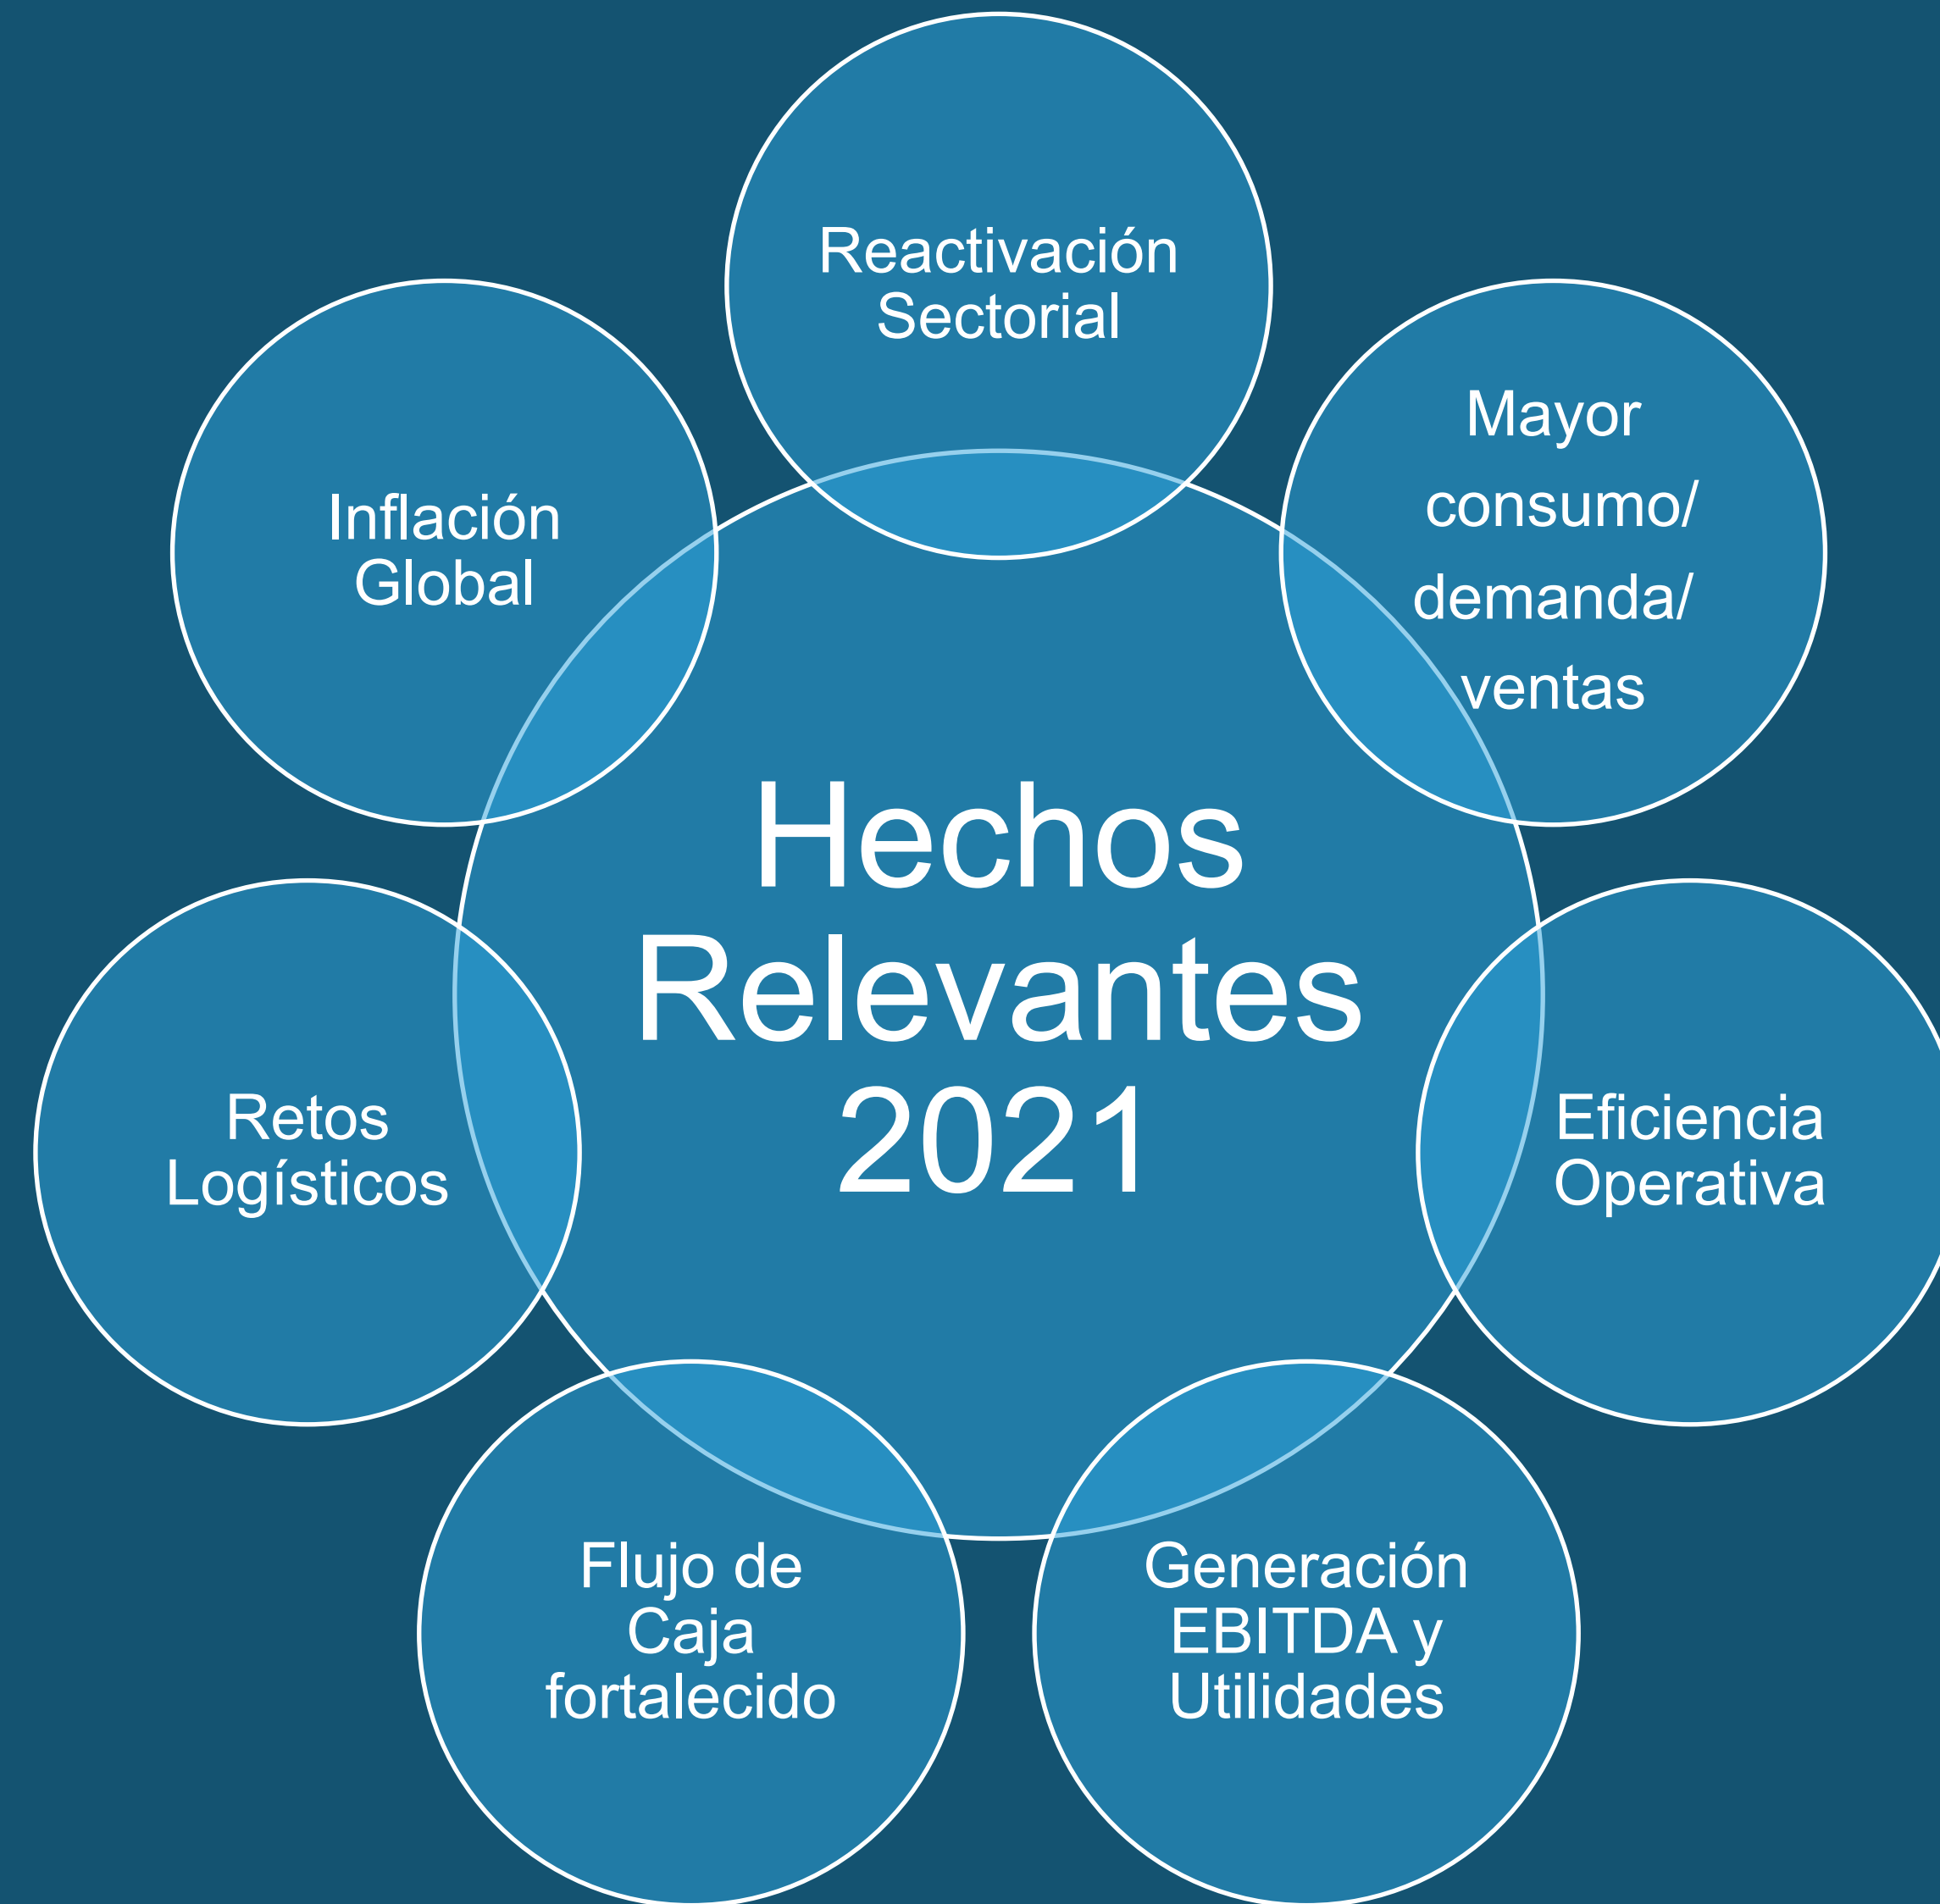 Reactivación
Sectorial
Mayor
consumo/
demanda/
ventas
Inflación
Global
Hechos
Relevantes
2021
Eficiencia
Operativa
Retos
Logísticos
Generación
EBITDA y
Utilidades
Flujo de
Caja
fortalecido